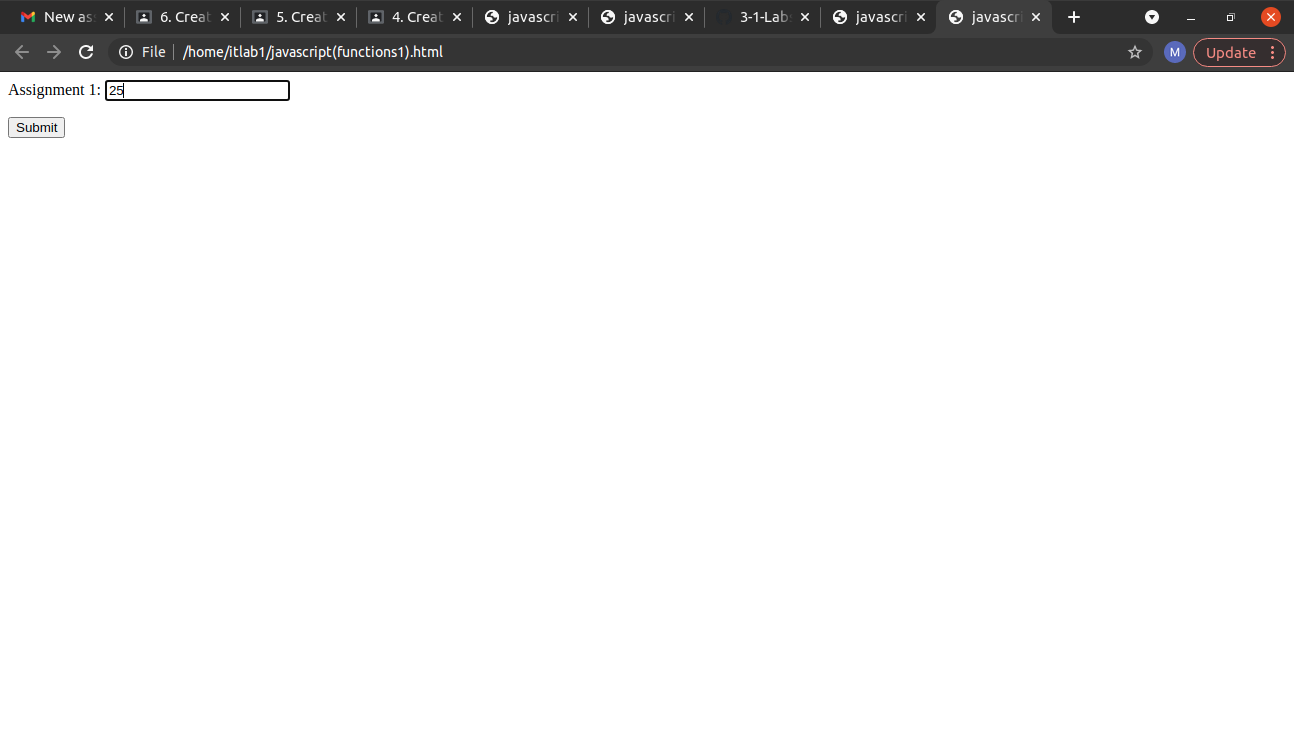 New as 6. Creat 5. Creat 4. Creat javascri javascri 3-1-Lab javascri javascri
File /home/itlab1/javascript(functions1).html M Update
Assignment 1: 25
Submit